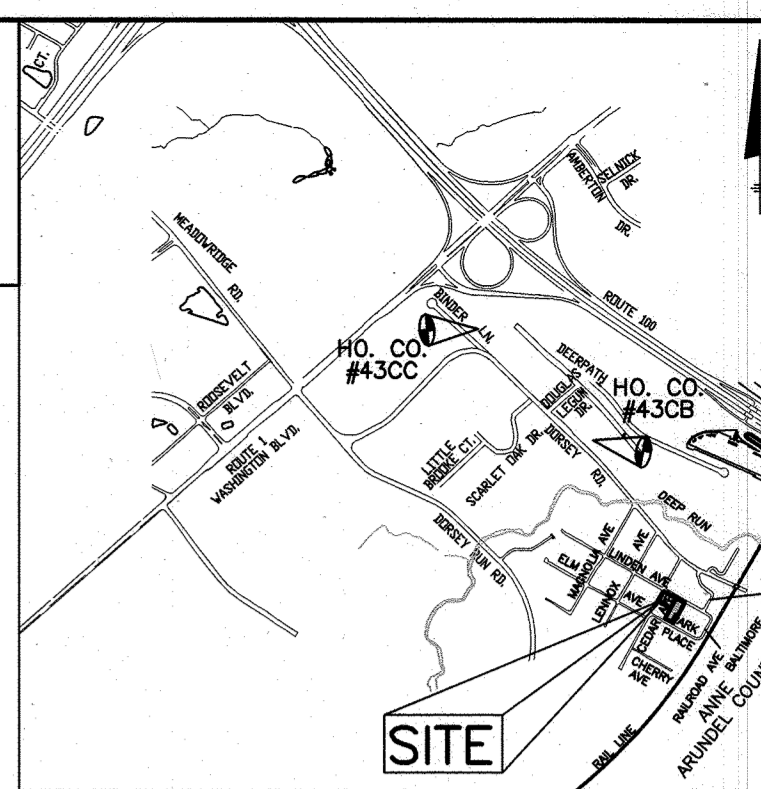 CT.
SELNICK
DR.
AMBERTON
DR.
MEADOWRIDGE
RD.
ROUTE 100
BINDER
LN.
HO. CO.
#43CC
DEERPATH
ROOSEVELT
BLVD.
HO. CO.
#43CB
DOUGLAS
LEGUM
DR.
ROUTE 1
WASHINGTON BLVD.
LITTLE
BROOKE CT.
SCARLET OAK DR.
DORSEY
RD.
DEEP RUN
DORSEY RUN RD.
MAGNOLIA AVE
AVE
ELM
LINDEN AVE
LENNOX
AVE
CEDAR
PLACE
CHERRY
AVE
RAILROAD AVE
BALTIMORE
ANNE
RAIL LINE
SITE